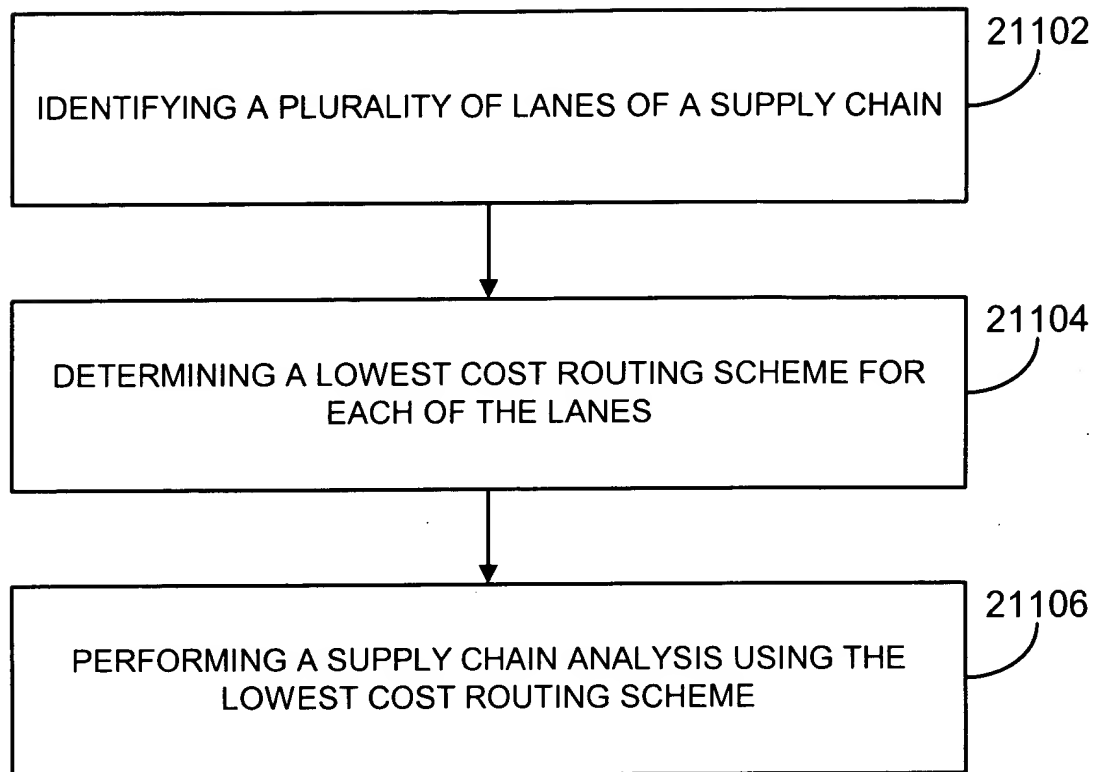 21102
IDENTIFYING A PLURALITY OF LANES OF A SUPPLY CHAIN
21104
DETERMINING A LOWEST COST ROUTING SCHEME FOR
EACH OF THE LANES
21106
PERFORMING A SUPPLY CHAIN ANALYSIS USING THE
LOWEST COST ROUTING SCHEME